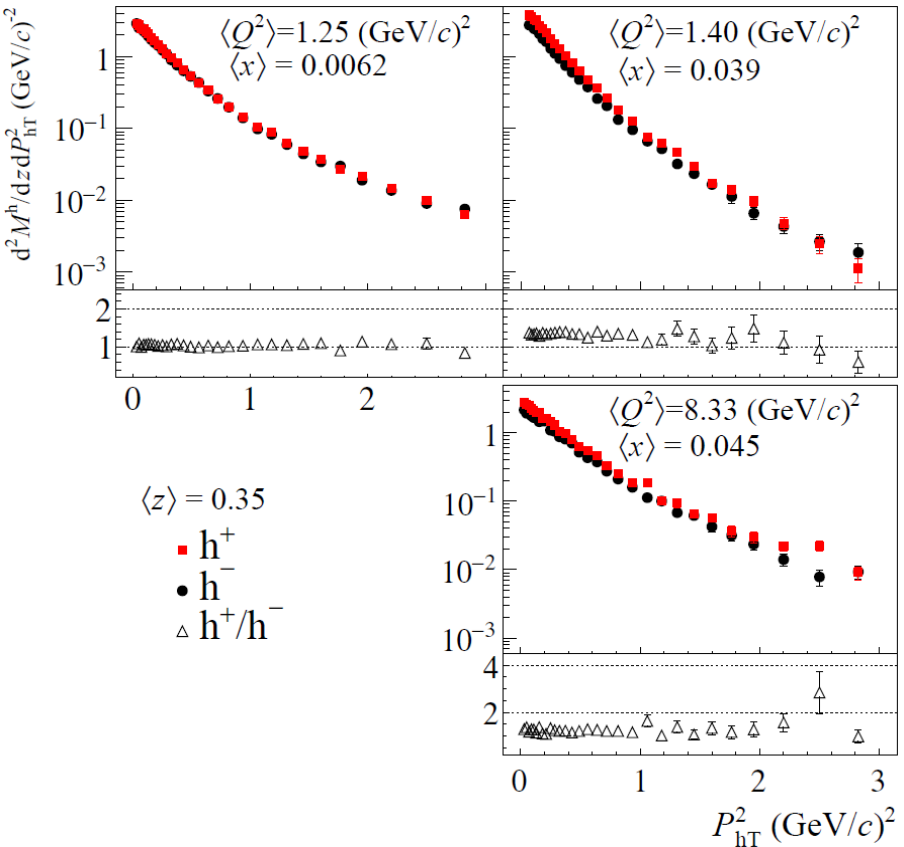 d²Mʰ/dzdP²hT (GeV/c)⁻²
⟨Q²⟩=1.25 (GeV/c)²
⟨x⟩ = 0.0062
1
10⁻¹
10⁻²
10⁻³
2
1
0 1 2
⟨Q²⟩=1.40 (GeV/c)²
⟨x⟩ = 0.039
⟨Q²⟩=8.33 (GeV/c)²
⟨x⟩ = 0.045
1
10⁻¹
10⁻²
10⁻³
4
2
0 1 2 3
P²hT (GeV/c)²
⟨z⟩ = 0.35
h⁺
h⁻
h⁺/h⁻